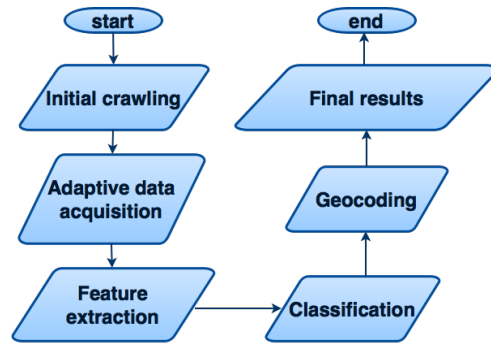 start
Initial crawling
Adaptive data
acquisition
Feature
extraction
Classification
Geocoding
Final results
end